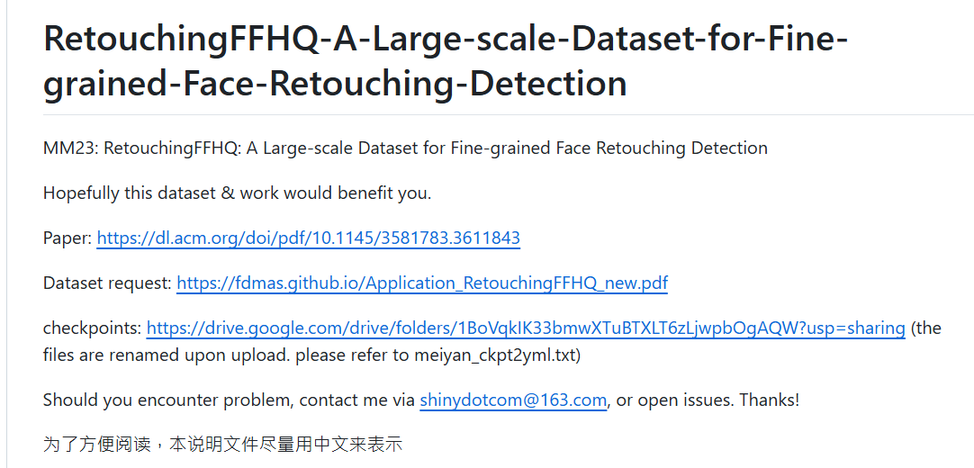 RetouchingFFHQ-A-Large-scale-Dataset-for-Fine-
grained-Face-Retouching-Detection
MM23: RetouchingFFHQ: A Large-scale Dataset for Fine-grained Face Retouching Detection
Hopefully this dataset & work would benefit you.
Paper: https://dl.acm.org/doi/pdf/10.1145/3581783.3611843
Dataset request: https://fdmas.github.io/Application_RetouchingFFHQ_new.pdf
checkpoints: https://drive.google.com/drive/folders/1BoVqkIK33bmwXTuBTXLT6zLjwpbOgAQW?usp=sharing (the
files are renamed upon upload. please refer to meiyan_ckpt2yml.txt)
Should you encounter problem, contact me via shinydotcom@163.com, or open issues. Thanks!
为了方便阅读，本说明文件尽量用中文来表示